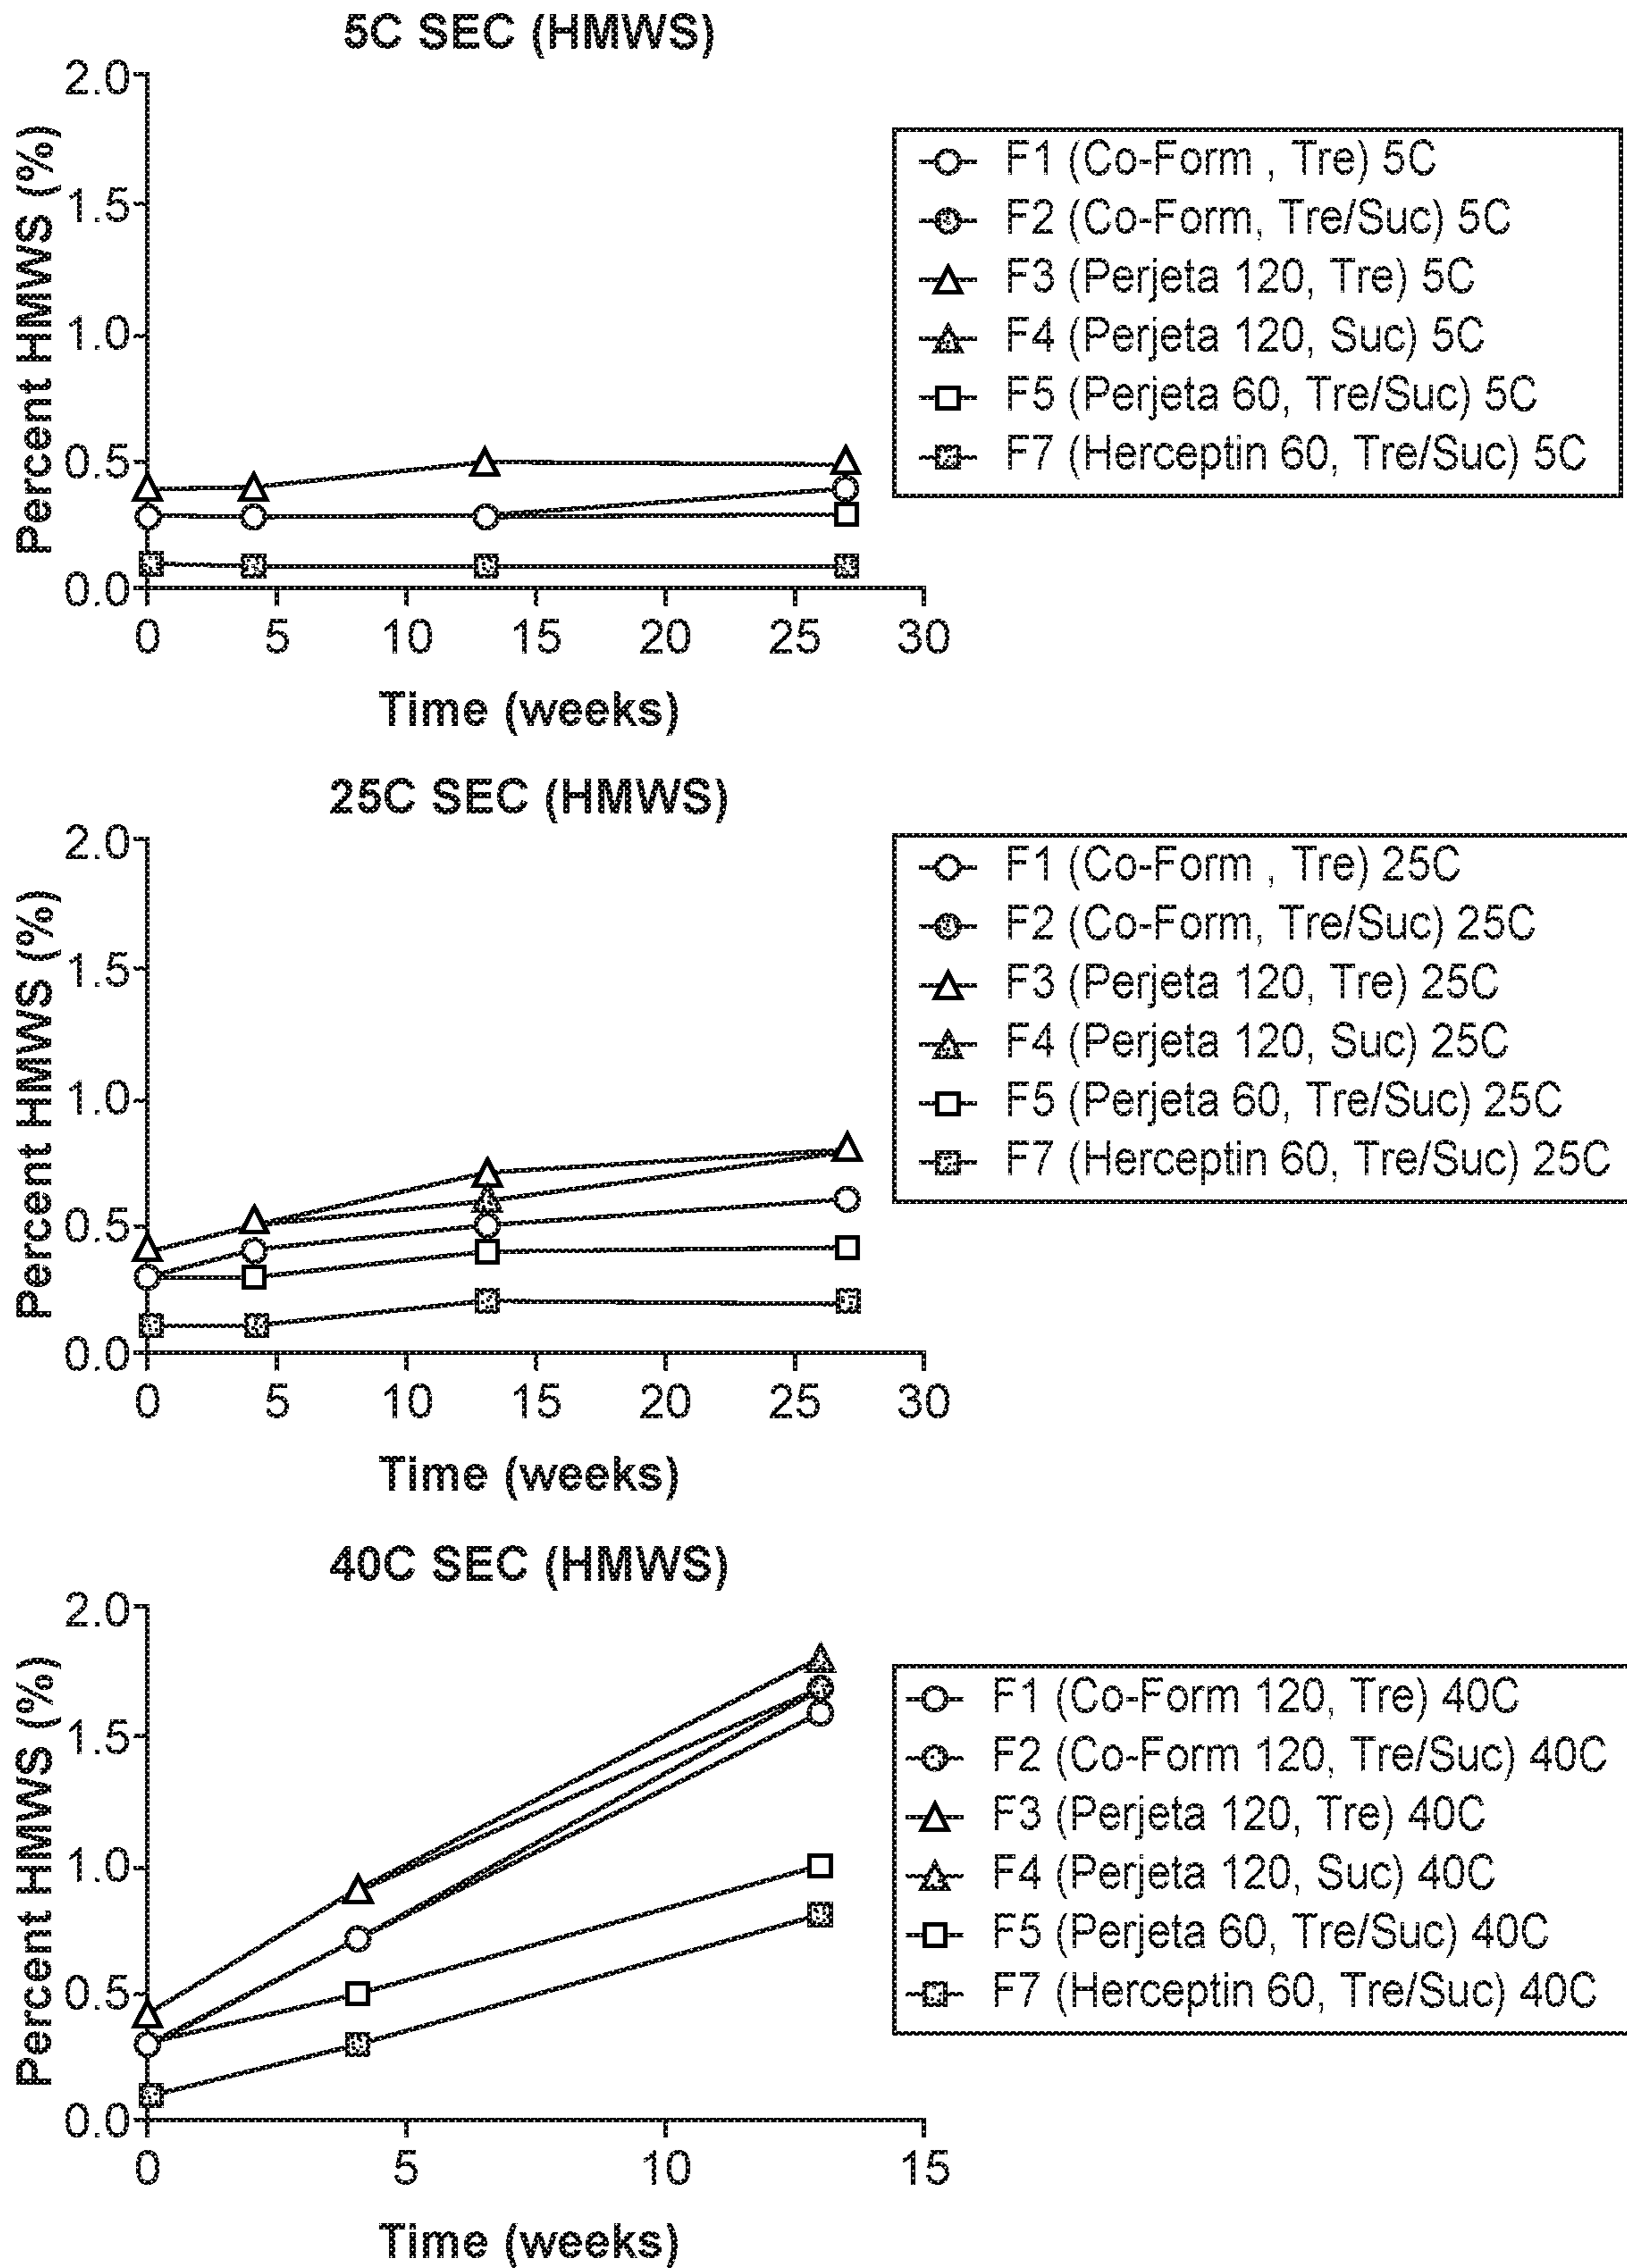 5C SEC (HMWS)
Percent HMWS (%)
2.0
1.5
1.0
0.5
0.0
0 5 10 15 20 25 30
Time (weeks)
F1 (Co-Form , Tre) 5C
F2 (Co-Form, Tre/Suc) 5C
F3 (Perjeta 120, Tre) 5C
F4 (Perjeta 120, Suc) 5C
F5 (Perjeta 60, Tre/Suc) 5C
F7 (Herceptin 60, Tre/Suc) 5C
25C SEC (HMWS)
Percent HMWS (%)
2.0
1.5
1.0
0.5
0.0
0 5 10 15 20 25 30
Time (weeks)
F1 (Co-Form , Tre) 25C
F2 (Co-Form, Tre/Suc) 25C
F3 (Perjeta 120, Tre) 25C
F4 (Perjeta 120, Suc) 25C
F5 (Perjeta 60, Tre/Suc) 25C
F7 (Herceptin 60, Tre/Suc) 25C
40C SEC (HMWS)
Percent HMWS (%)
2.0
1.5
1.0
0.5
0.0
0 5 10 15
Time (weeks)
F1 (Co-Form 120, Tre) 40C
F2 (Co-Form 120, Tre/Suc) 40C
F3 (Perjeta 120, Tre) 40C
F4 (Perjeta 120, Suc) 40C
F5 (Perjeta 60, Tre/Suc) 40C
F7 (Herceptin 60, Tre/Suc) 40C